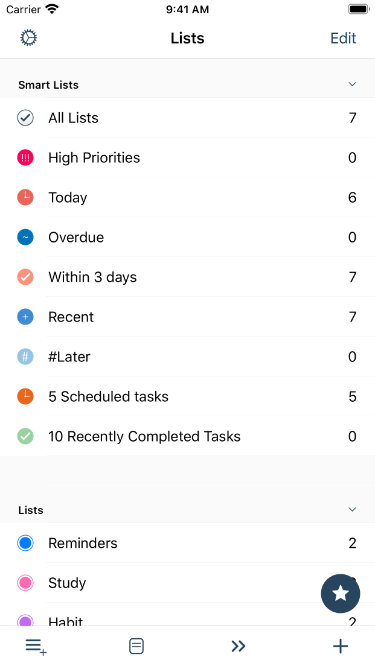 Carrier 9:41 AM
Lists Edit
Smart Lists
All Lists 7
!!! High Priorities 0
Today 6
~ Overdue 0
Within 3 days 7
+ Recent 7
# #Later 0
5 Scheduled tasks 5
10 Recently Completed Tasks 0
Lists
Reminders 2
Study
Habit 2